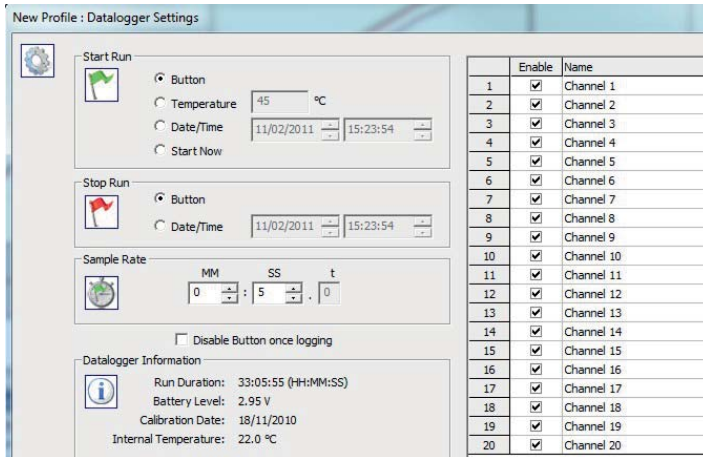 New Profile : Datalogger Settings
Start Run
Button
Temperature 45 °C
Date/Time 11/02/2011 15:23:54
Start Now
Stop Run
Button
Date/Time 11/02/2011 15:23:54
Sample Rate
MM SS t
0 : 5 . 0
Disable Button once logging
Datalogger Information
Run Duration: 33:05:55 (HH:MM:SS)
Battery Level: 2.95 V
Calibration Date: 18/11/2010
Internal Temperature: 22.0 °C
Enable Name
1 Channel 1
2 Channel 2
3 Channel 3
4 Channel 4
5 Channel 5
6 Channel 6
7 Channel 7
8 Channel 8
9 Channel 9
10 Channel 10
11 Channel 11
12 Channel 12
13 Channel 13
14 Channel 14
15 Channel 15
16 Channel 16
17 Channel 17
18 Channel 18
19 Channel 19
20 Channel 20